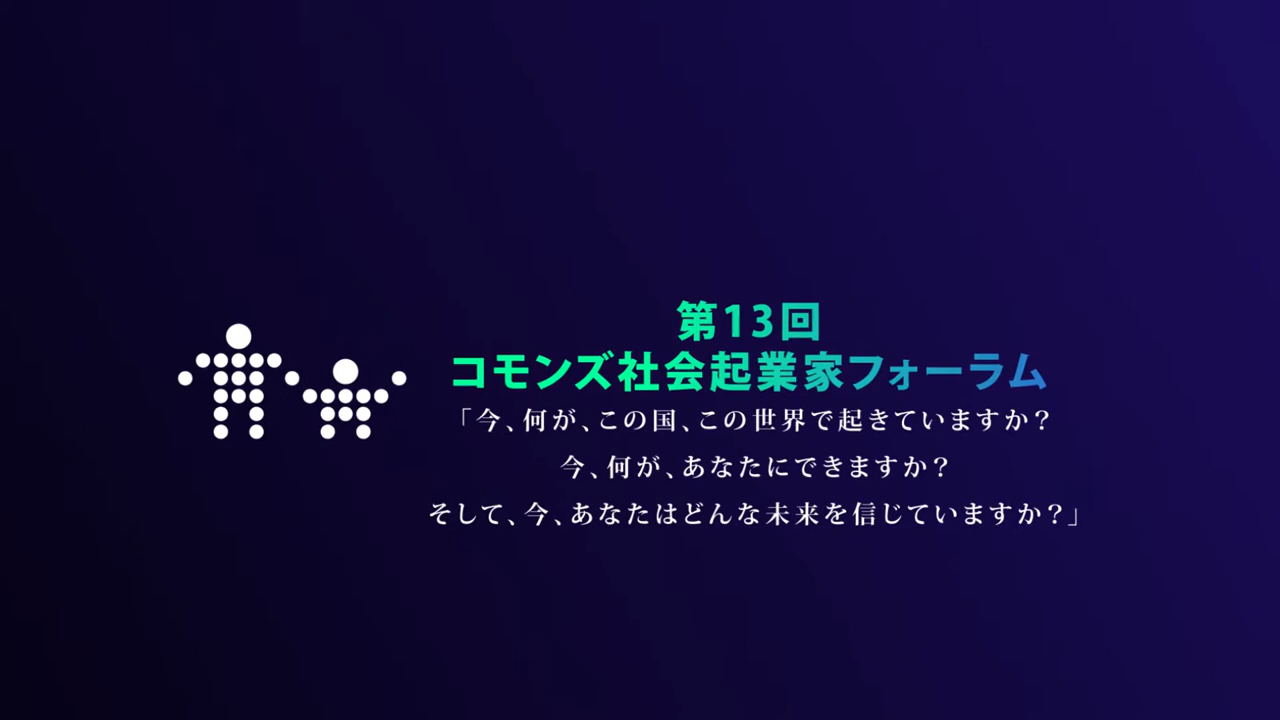 第13回
コモンズ社会起業家フォーラム
「今、何が、この国、この世界で起きていますか？
今、何が、あなたにできますか？
そして、今、あなたはどんな未来を信じていますか？」